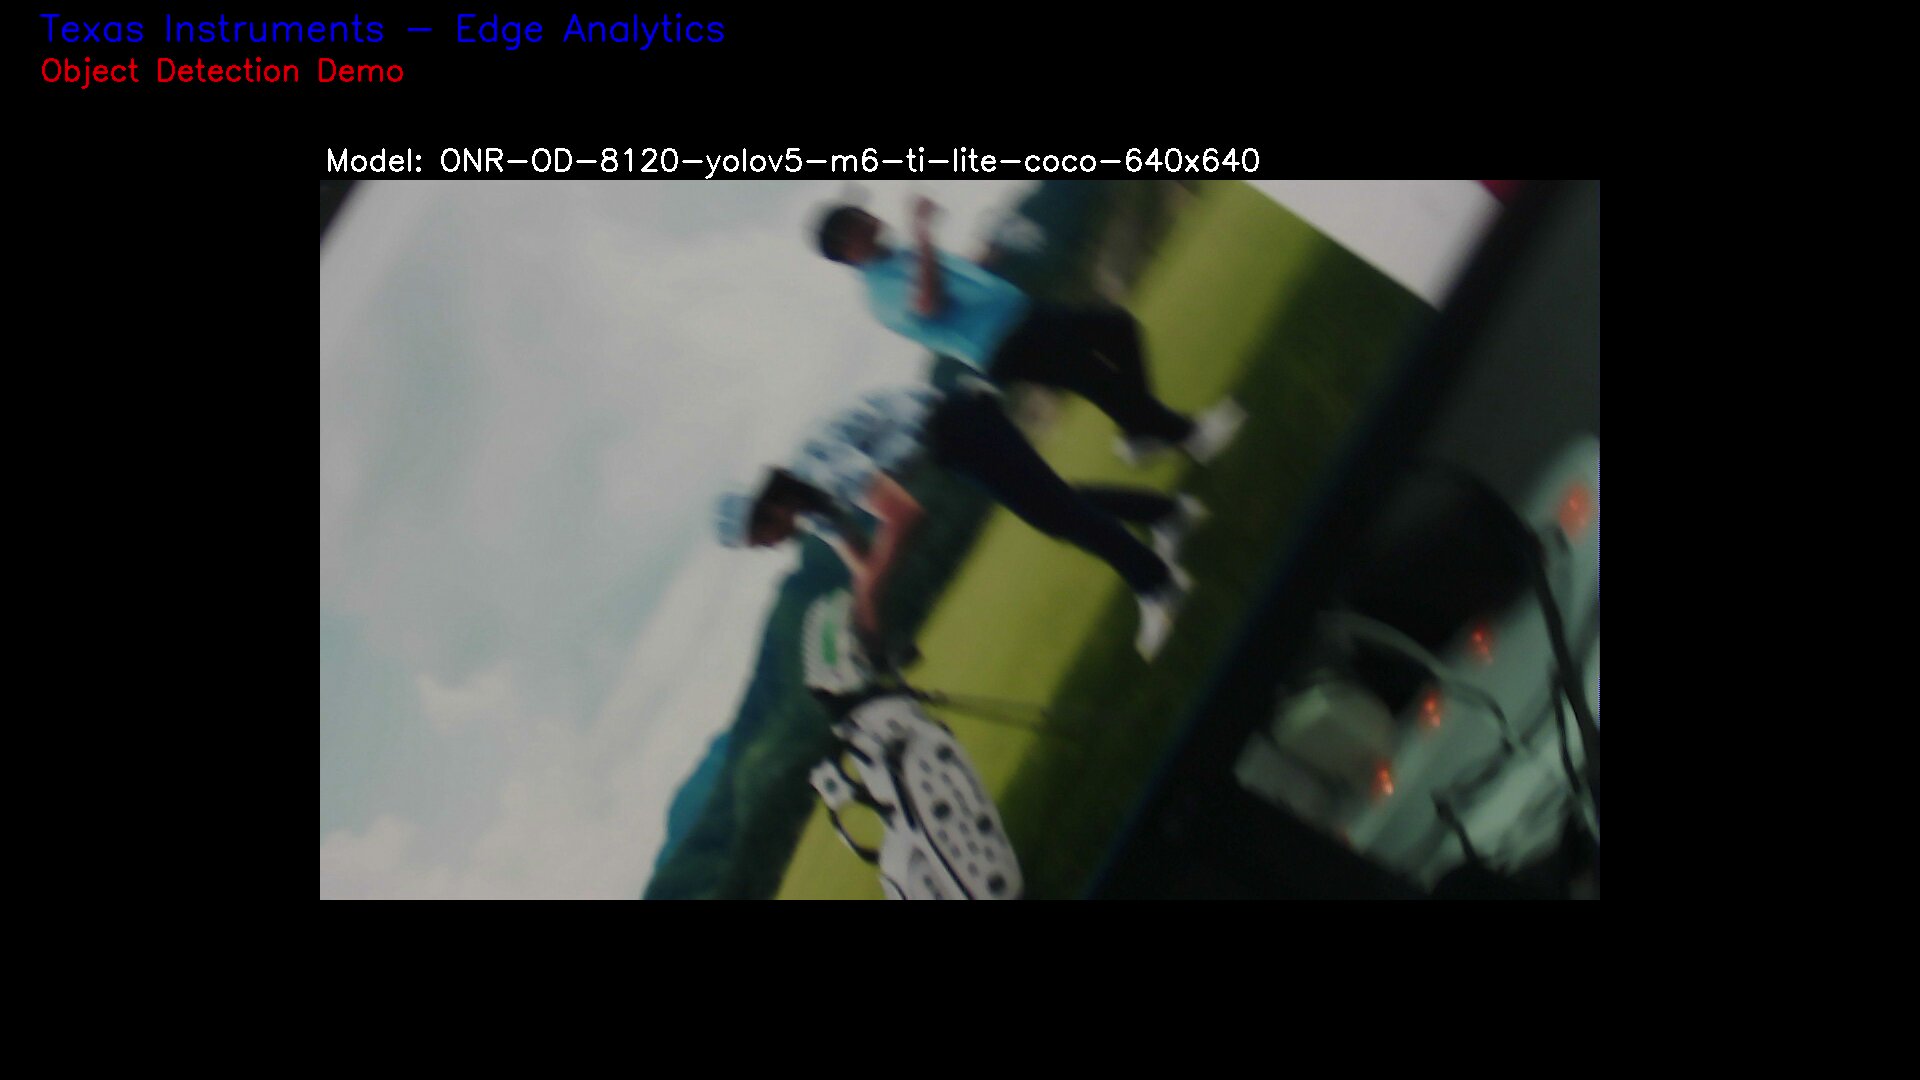 Texas Instruments - Edge Analytics
Object Detection Demo
Model: ONR-OD-8120-yolov5-m6-ti-lite-coco-640x640